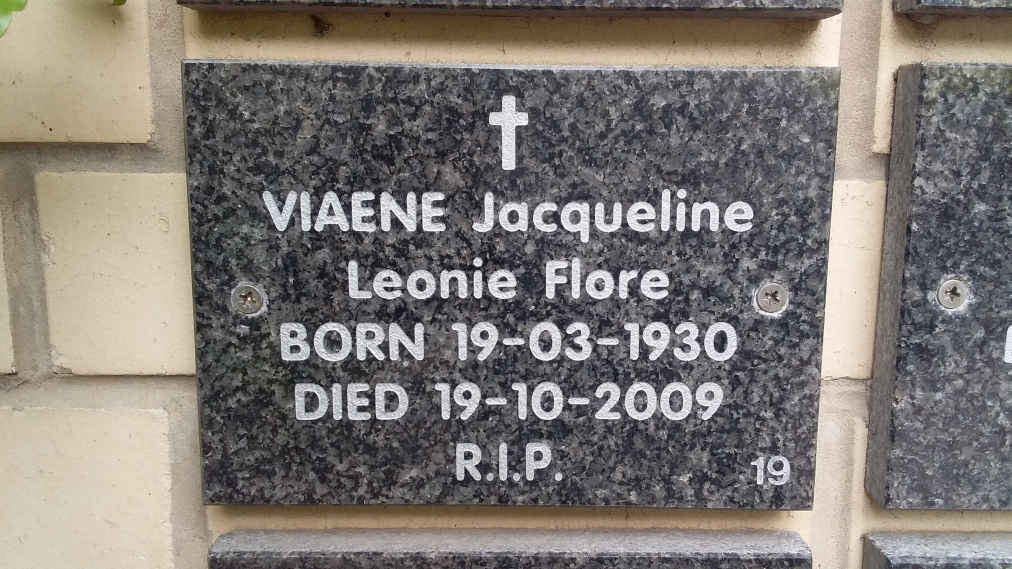 VIAENE Jacqueline
Leonie Flore
BORN 19-03-1930
DIED 19-10-2009
R.I.P.
19